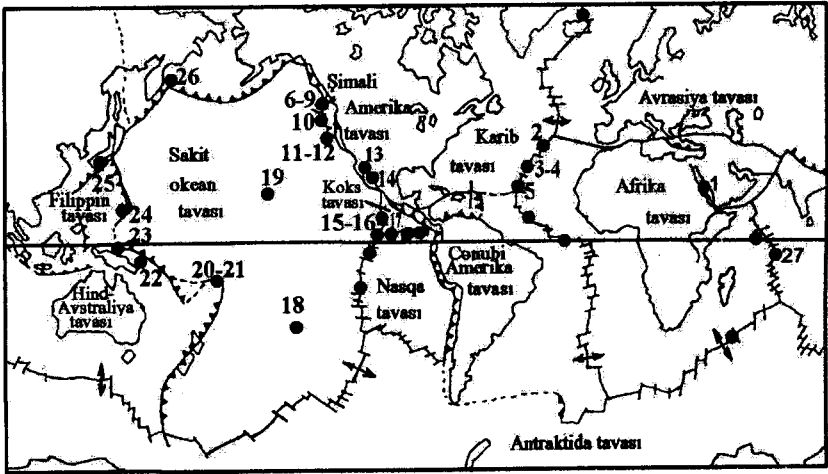 26
Şimali
6-9
Amerika
10
tavası
11-12
Avrasiya tavası
2
Karib
3-4
tavası
5
13
14
Sakit
okean
tavası
19
Koks
tavası
25
Filippin
tavası
24
23
15-16
17
Afrika
tavası
1
Cənubi
Amerika
tavası
22
20-21
Hind-
Avstraliya
tavası
18
Nasqa
tavası
27
Antraktida tavası